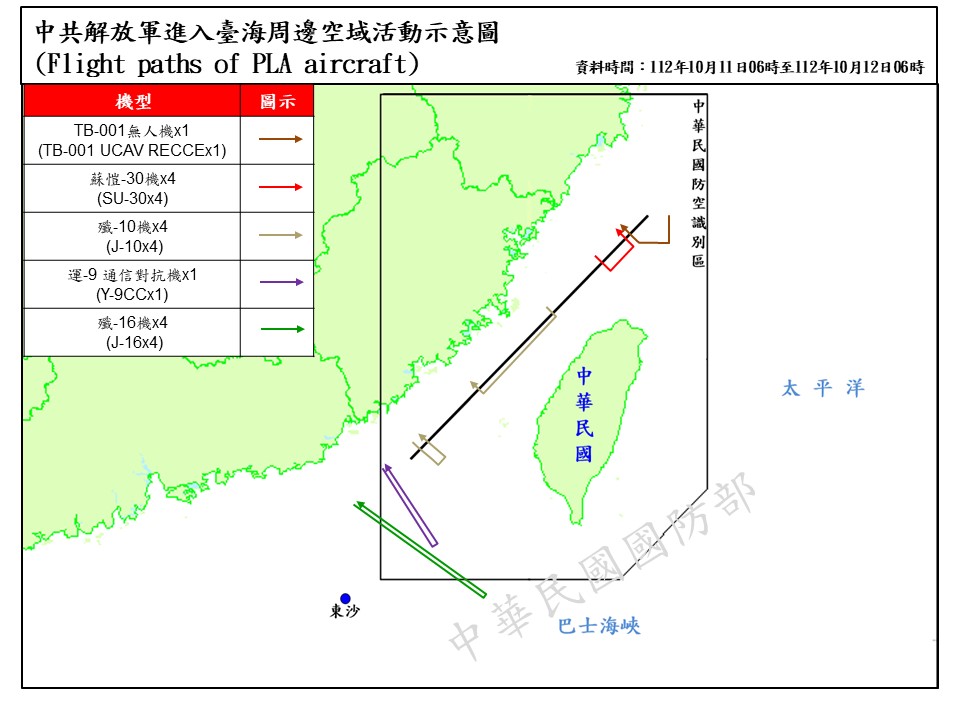 中共解放軍進入臺海周邊空域活動示意圖
(Flight paths of PLA aircraft)
資料時間：112年10月11日06時至112年10月12日06時
機型
圖示
TB-001無人機x1
(TB-001 UCAV RECCEx1)
蘇愷-30機x4
(SU-30x4)
殲-10機x4
(J-10x4)
運-9 通信對抗機x1
(Y-9CCx1)
殲-16機x4
(J-16x4)
中華民國防空識別區
中華民國
太平洋
東沙
巴士海峽
中華民國國防部